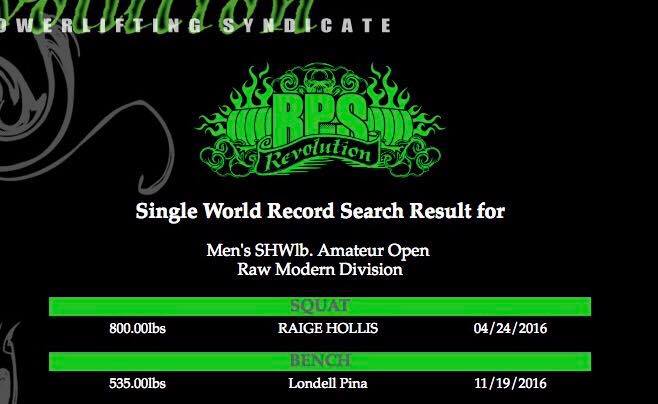 OWERLIFTING SYNDICATE
RPS
Revolution
Single World Record Search Result for
Men's SHWlb. Amateur Open
Raw Modern Division
SQUAT
800.00lbs RAIGE HOLLIS 04/24/2016
BENCH
535.00lbs Londell Pina 11/19/2016